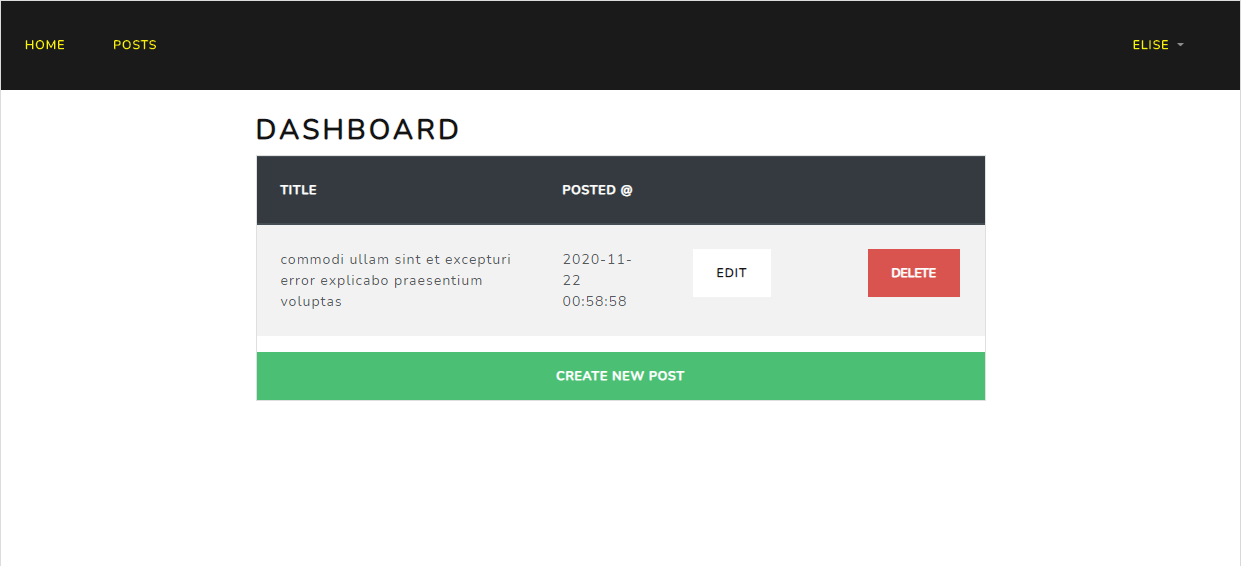 HOME POSTS ELISE
DASHBOARD
TITLE POSTED @
commodi ullam sint et excepturi
error explicabo praesentium
voluptas
2020-11-
22
00:58:58
EDIT
DELETE
CREATE NEW POST